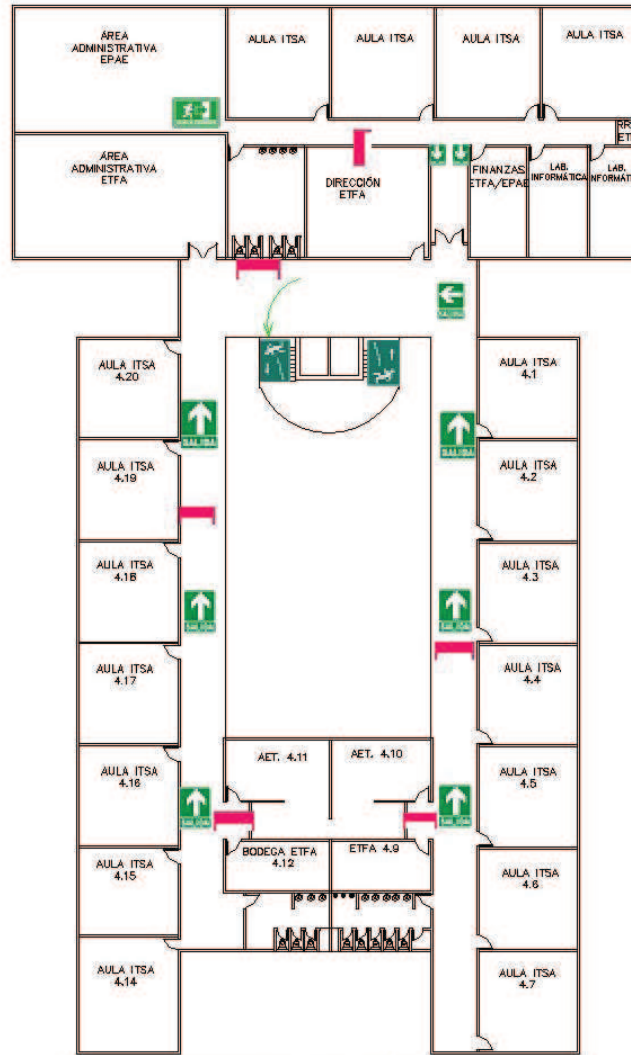 ÁREA
ADMINISTRATIVA
EPAE
AULA ITSA
AULA ITSA
AULA ITSA
AULA ITSA
ÁREA
ADMINISTRATIVA
ETFA
DIRECCIÓN
ETFA
FINANZAS
ETFA/EPAE
LAB.
INFORMÁTICA
LAB.
NFORMÁTICA
SALIDA
AULA ITSA
4.20
AULA ITSA
4.1
SALIDA
SALIDA
AULA ITSA
4.19
AULA ITSA
4.2
AULA ITSA
4.18
AULA ITSA
4.3
SALIDA
SALIDA
AULA ITSA
4.17
AULA ITSA
4.4
AET. 4.11
AET. 4.10
AULA ITSA
4.16
AULA ITSA
4.5
SALIDA
SALIDA
BODEGA ETFA
4.12
ETFA 4.9
AULA ITSA
4.15
AULA ITSA
4.6
AULA ITSA
4.14
AULA ITSA
4.7